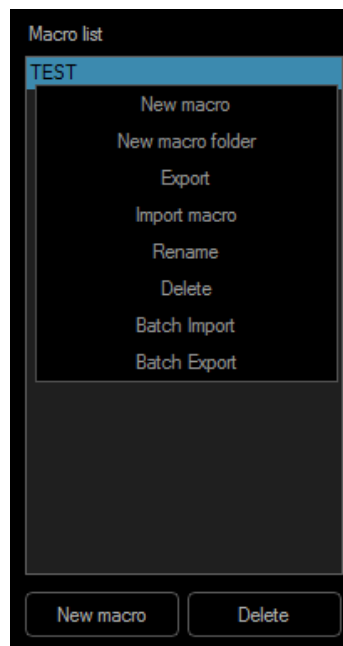 Macro list
TEST
New macro
New macro folder
Export
Import macro
Rename
Delete
Batch Import
Batch Export
New macro
Delete